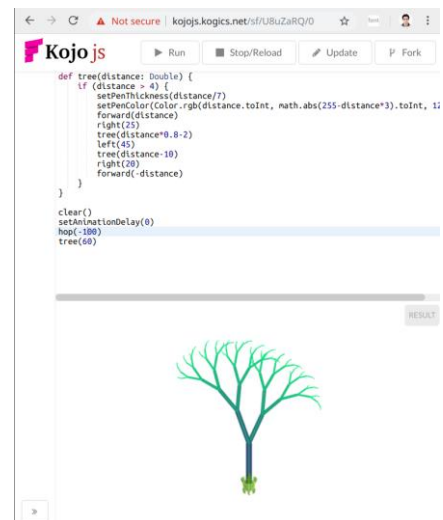 Not secure | kojojs.kogics.net/sf/U8uZaRQ/0
Kojo js
Run
Stop/Reload
Update
Fork
def tree(distance: Double) {
    if (distance > 4) {
        setPenThickness(distance/7)
        setPenColor(Color.rgb(distance.toInt, math.abs(255-distance*3).toInt, 12
        forward(distance)
        right(25)
        tree(distance*0.8-2)
        left(45)
        tree(distance-10)
        right(20)
        forward(-distance)
    }
}
clear()
setAnimationDelay(0)
hop(-100)
tree(60)
RESULT